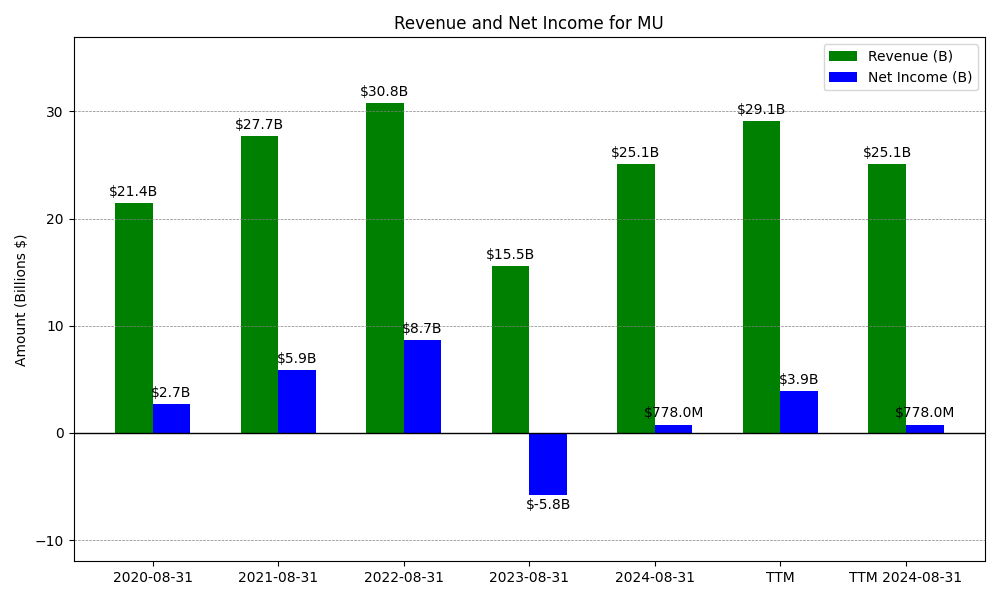 Revenue and Net Income for MU
Revenue (B)
Net Income (B)
Amount (Billions $)
30
20
10
0
−10
$21.4B
$2.7B
$27.7B
$5.9B
$30.8B
$8.7B
$15.5B
$-5.8B
$25.1B
$778.0M
$29.1B
$3.9B
$25.1B
$778.0M
2020-08-31
2021-08-31
2022-08-31
2023-08-31
2024-08-31
TTM
TTM 2024-08-31